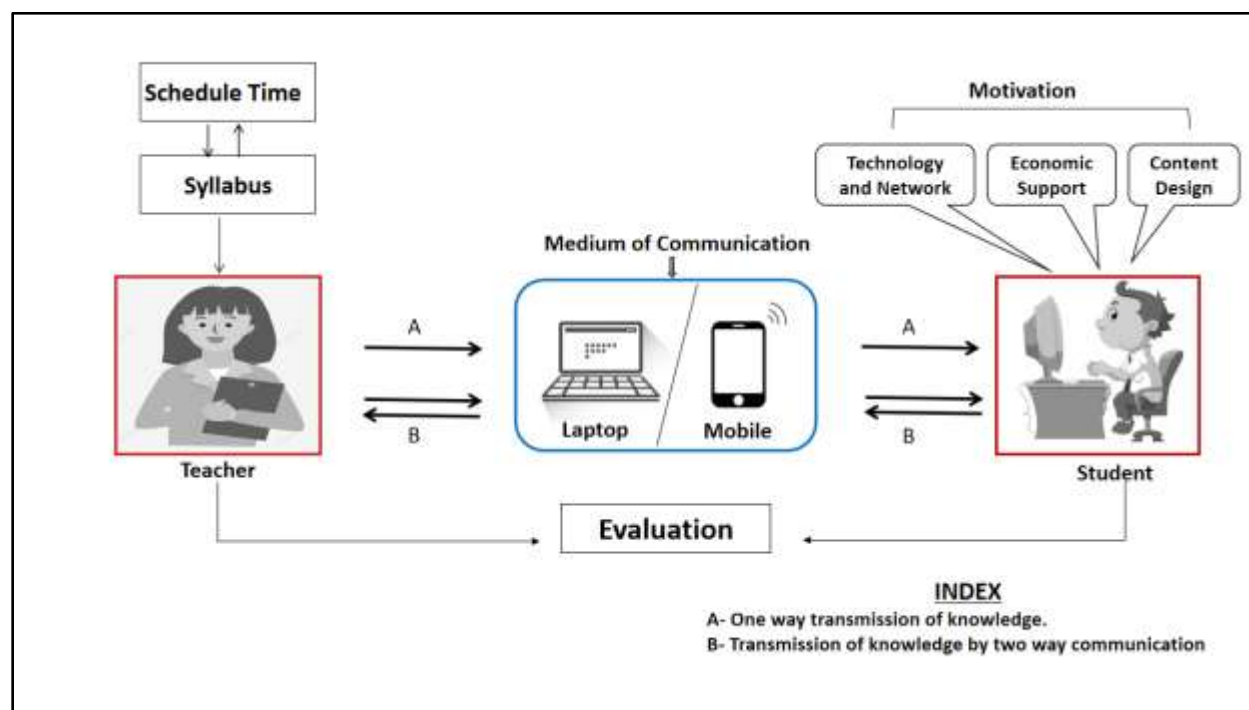 Schedule Time
Syllabus
Motivation
Technology
and Network
Economic
Support
Content
Design
Medium of Communication
A
A
B
B
Laptop
Mobile
Teacher
Student
Evaluation
INDEX
A- One way transmission of knowledge.
B- Transmission of knowledge by two way communication